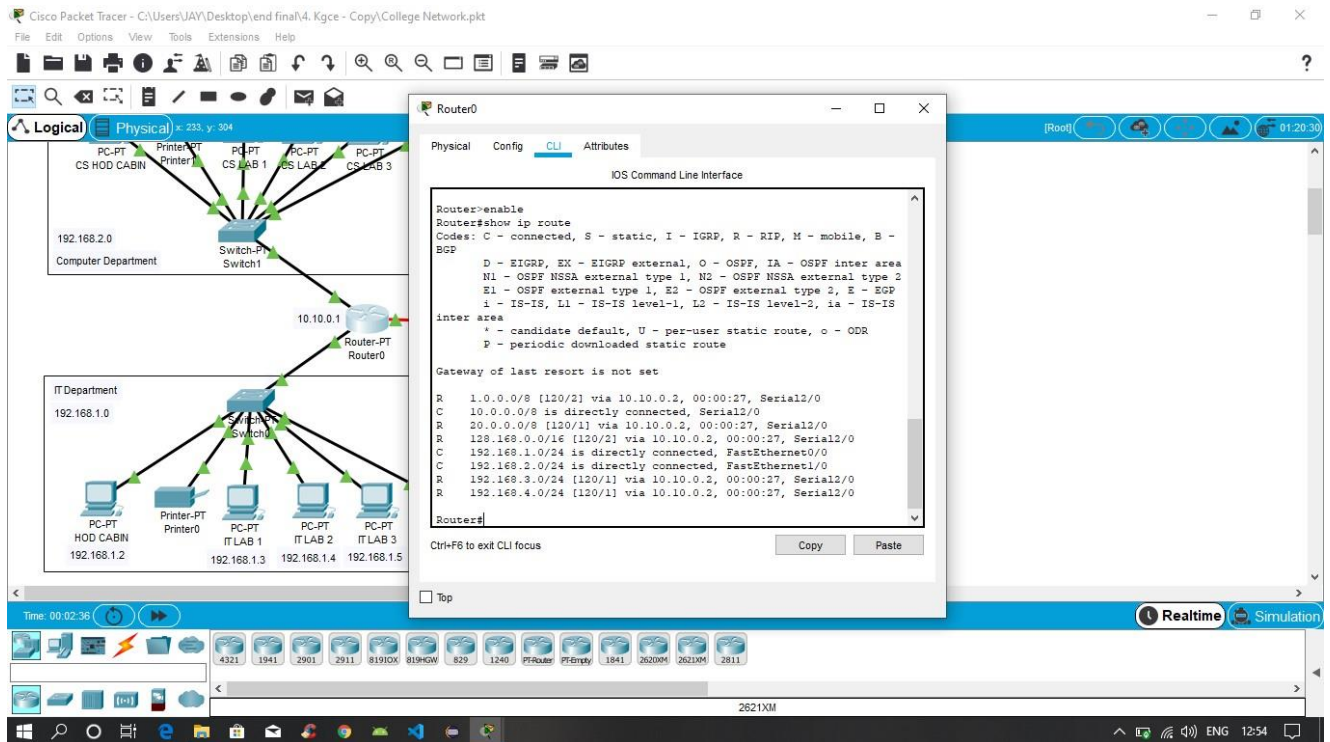 Cisco Packet Tracer - C:\Users\JAY\Desktop\end final\4. Kgce - Copy\College Network.pkt
File Edit Options View Tools Extensions Help
?
Logical
Physical
x: 233, y: 304
[Root]
01:20:30
PC-PT
CS HOD CABIN
Printer-PT
Printer1
PC-PT
CS LAB 1
PC-PT
CS LAB 2
PC-PT
CS LAB 3
192.168.2.0
Computer Department
Switch-PT
Switch1
10.10.0.1
Router-PT
Router0
IT Department
192.168.1.0
Switch-PT
Switch0
PC-PT
HOD CABIN
192.168.1.2
Printer-PT
Printer0
PC-PT
IT LAB 1
192.168.1.3
PC-PT
IT LAB 2
192.168.1.4
PC-PT
IT LAB 3
192.168.1.5
Router0
Physical Config CLI Attributes
IOS Command Line Interface
Router>enable
Router#show ip route
Codes: C - connected, S - static, I - IGRP, R - RIP, M - mobile, B -
BGP
D - EIGRP, EX - EIGRP external, O - OSPF, IA - OSPF inter area
N1 - OSPF NSSA external type 1, N2 - OSPF NSSA external type 2
E1 - OSPF external type 1, E2 - OSPF external type 2, E - EGP
i - IS-IS, L1 - IS-IS level-1, L2 - IS-IS level-2, ia - IS-IS
inter area
* - candidate default, U - per-user static route, o - ODR
P - periodic downloaded static route
Gateway of last resort is not set
R 1.0.0.0/8 [120/2] via 10.10.0.2, 00:00:27, Serial2/0
C 10.0.0.0/8 is directly connected, Serial2/0
R 20.0.0.0/8 [120/1] via 10.10.0.2, 00:00:27, Serial2/0
R 128.168.0.0/16 [120/2] via 10.10.0.2, 00:00:27, Serial2/0
C 192.168.1.0/24 is directly connected, FastEthernet0/0
C 192.168.2.0/24 is directly connected, FastEthernet1/0
R 192.168.3.0/24 [120/1] via 10.10.0.2, 00:00:27, Serial2/0
R 192.168.4.0/24 [120/1] via 10.10.0.2, 00:00:27, Serial2/0
Router#
Ctrl+F6 to exit CLI focus
Copy
Paste
Top
Time: 00:02:36
Realtime
Simulation
4321 1941 2901 2911 819IOX 819HGW 829 1240 PT-Router PT-Empty 1841 2620XM 2621XM 2811
2621XM
ENG 12:54